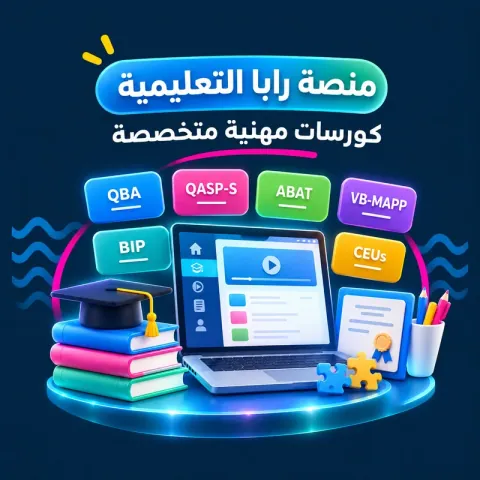 منصة رابا التعليمية
كورسات مهنية متخصصة
QBA
QASP-S
ABAT
VB-MAPP
BIP
CEUs